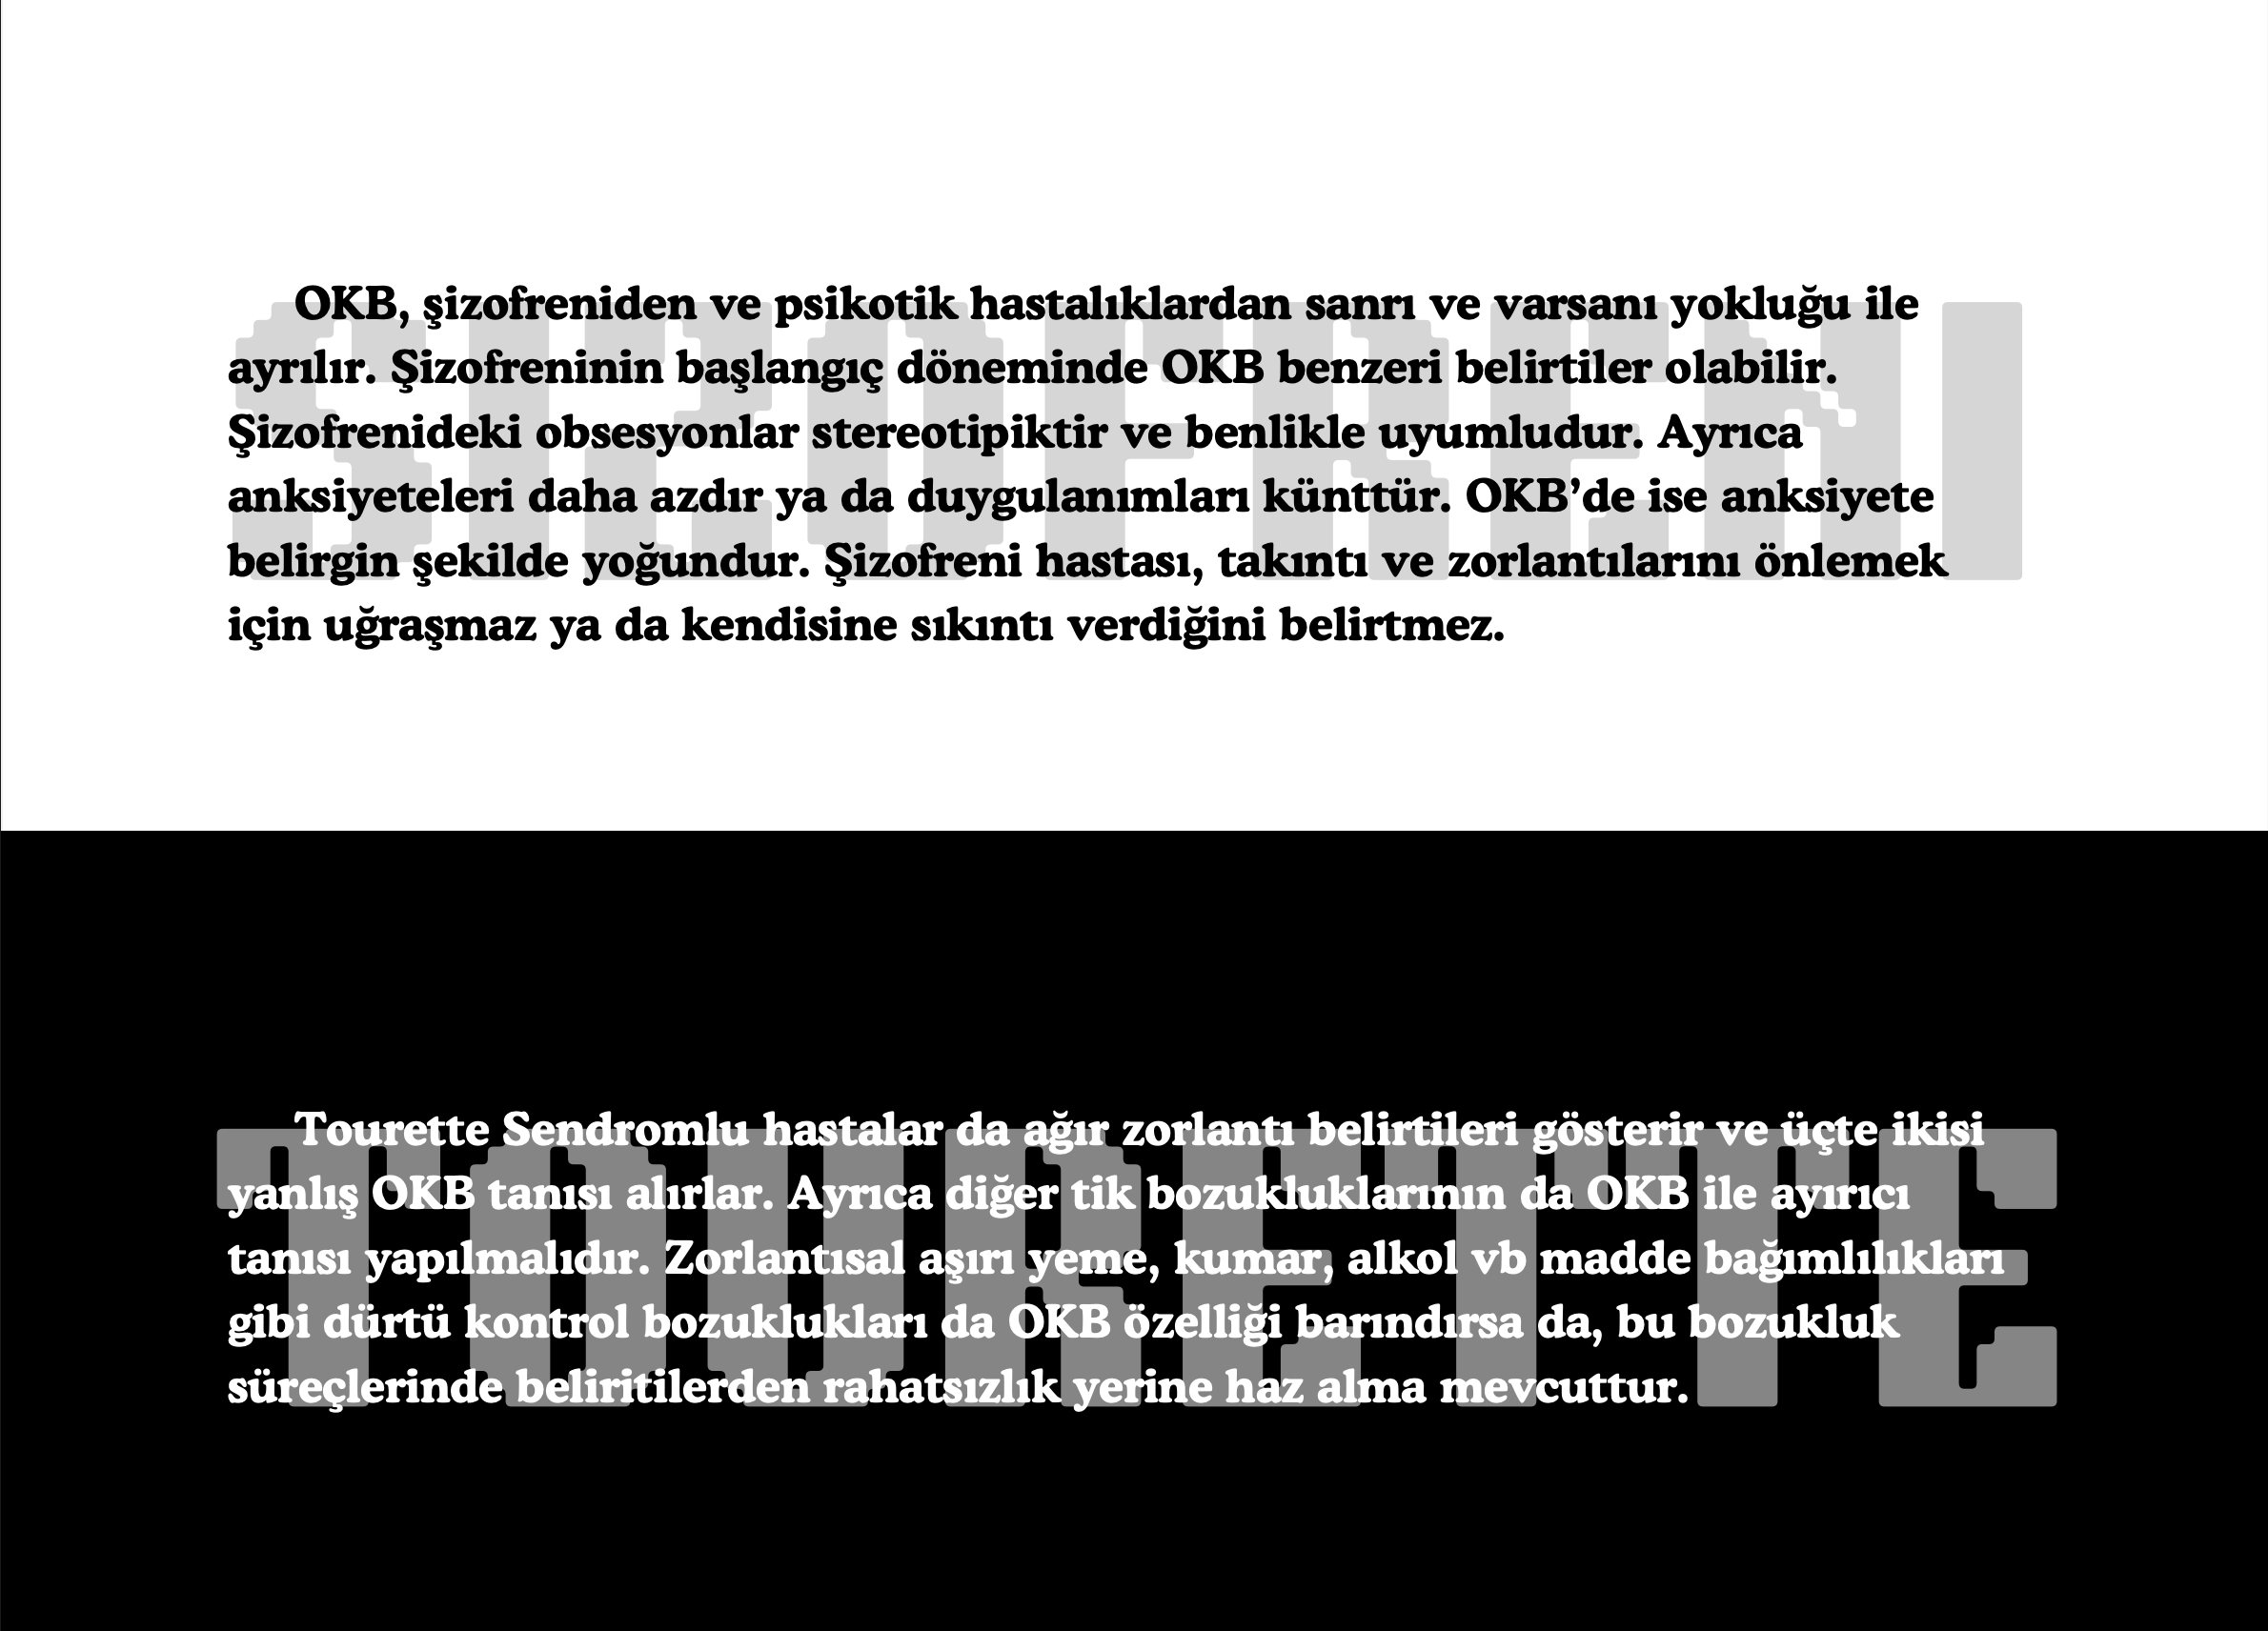 ŞİZOFRENİ
OKB, şizofreniden ve psikotik hastalıklardan sanrı ve varsanı yokluğu ile
ayrılır. Şizofreninin başlangıç döneminde OKB benzeri belirtiler olabilir.
Şizofrenideki obsesyonlar stereotipiktir ve benlikle uyumludur. Ayrıca
anksiyeteleri daha azdır ya da duygulanımları künttür. OKB’de ise anksiyete
belirgin şekilde yoğundur. Şizofreni hastası, takıntı ve zorlantılarını önlemek
için uğraşmaz ya da kendisine sıkıntı verdiğini belirtmez.
TOURETTE
Tourette Sendromlu hastalar da ağır zorlantı belirtileri gösterir ve üçte ikisi
yanlış OKB tanısı alırlar. Ayrıca diğer tik bozukluklarının da OKB ile ayırıcı
tanısı yapılmalıdır. Zorlantısal aşırı yeme, kumar, alkol vb madde bağımlılıkları
gibi dürtü kontrol bozuklukları da OKB özelliği barındırsa da, bu bozukluk
süreçlerinde beliritilerden rahatsızlık yerine haz alma mevcuttur.